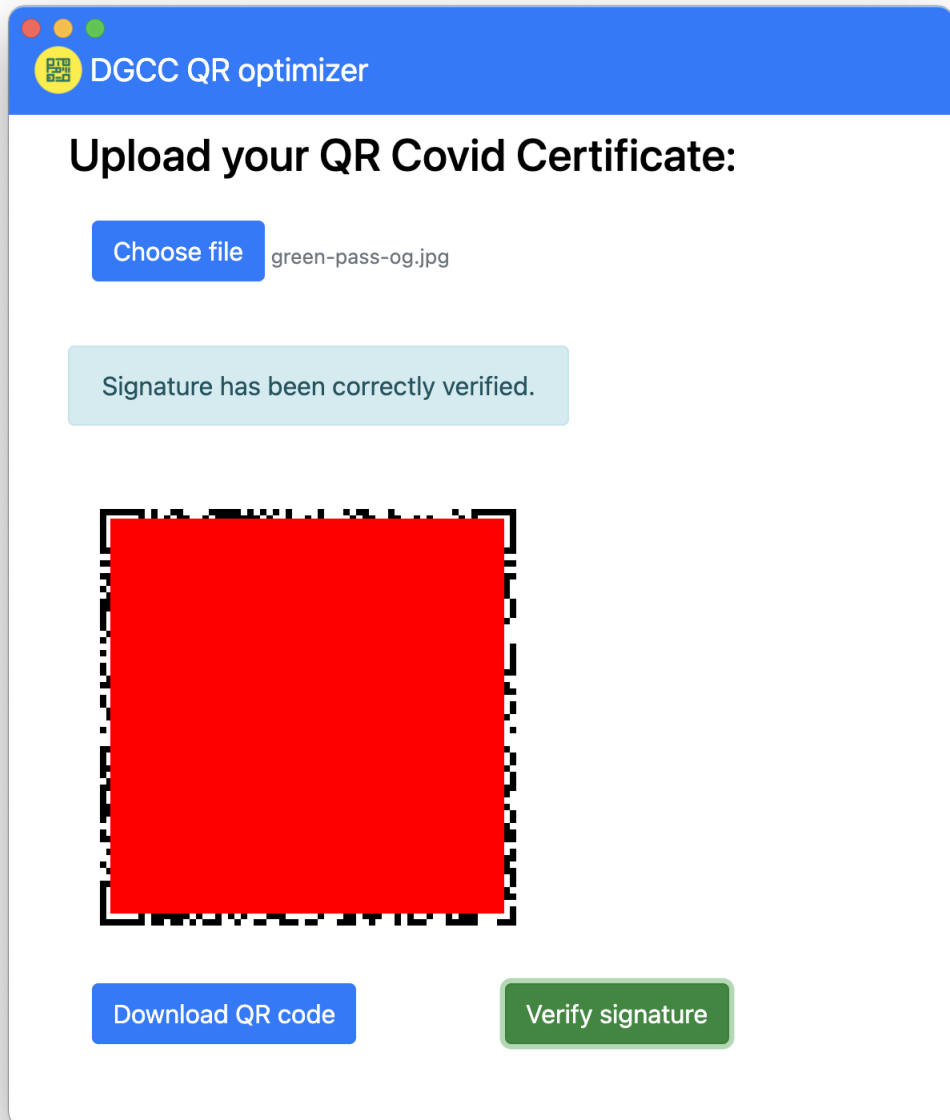 DGCC QR optimizer
Upload your QR Covid Certificate:
Choose file green-pass-og.jpg
Signature has been correctly verified.
Download QR code Verify signature